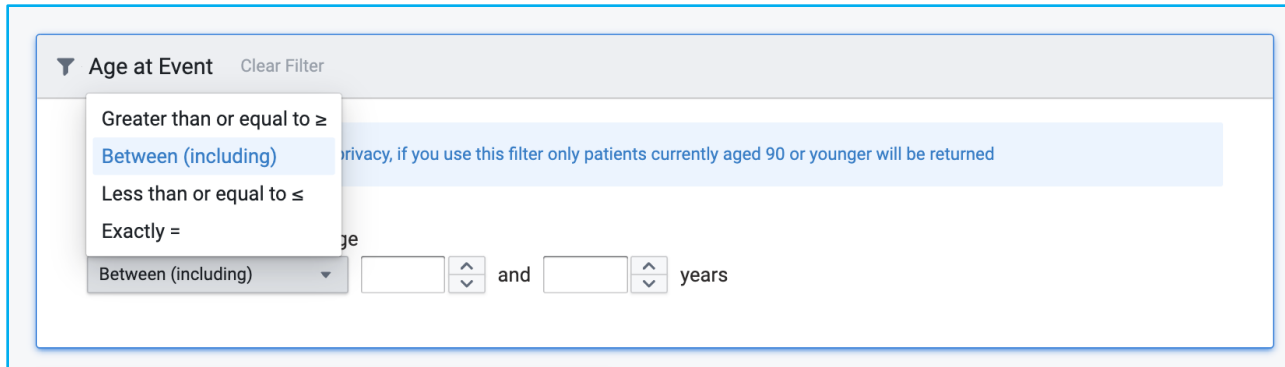 Age at Event Clear Filter
Greater than or equal to ≥
Between (including)
privacy, if you use this filter only patients currently aged 90 or younger will be returned
Less than or equal to ≤
Exactly =
Between (including) and years